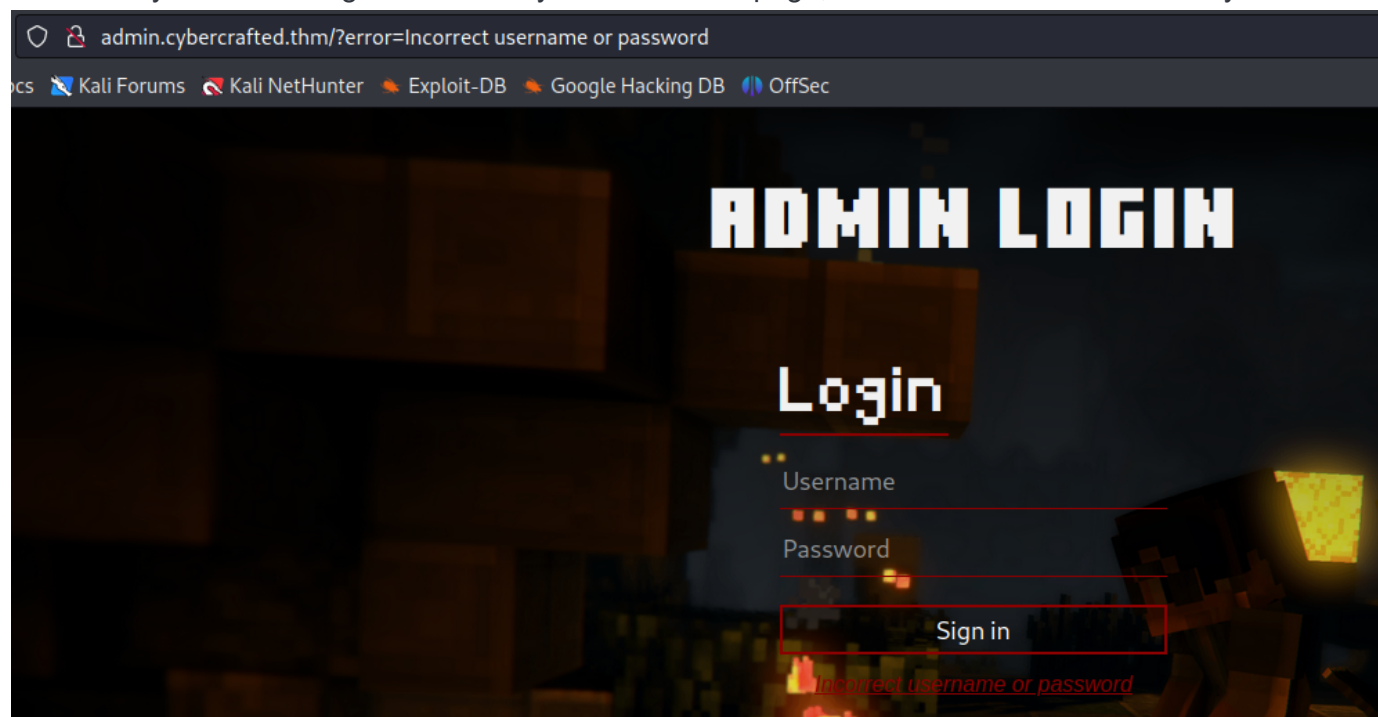 admin.cybercrafted.thm/?error=Incorrect username or password
ocs Kali Forums Kali NetHunter Exploit-DB Google Hacking DB OffSec
ADMIN LOGIN
Login
Username
Password
Sign in
Incorrect username or password